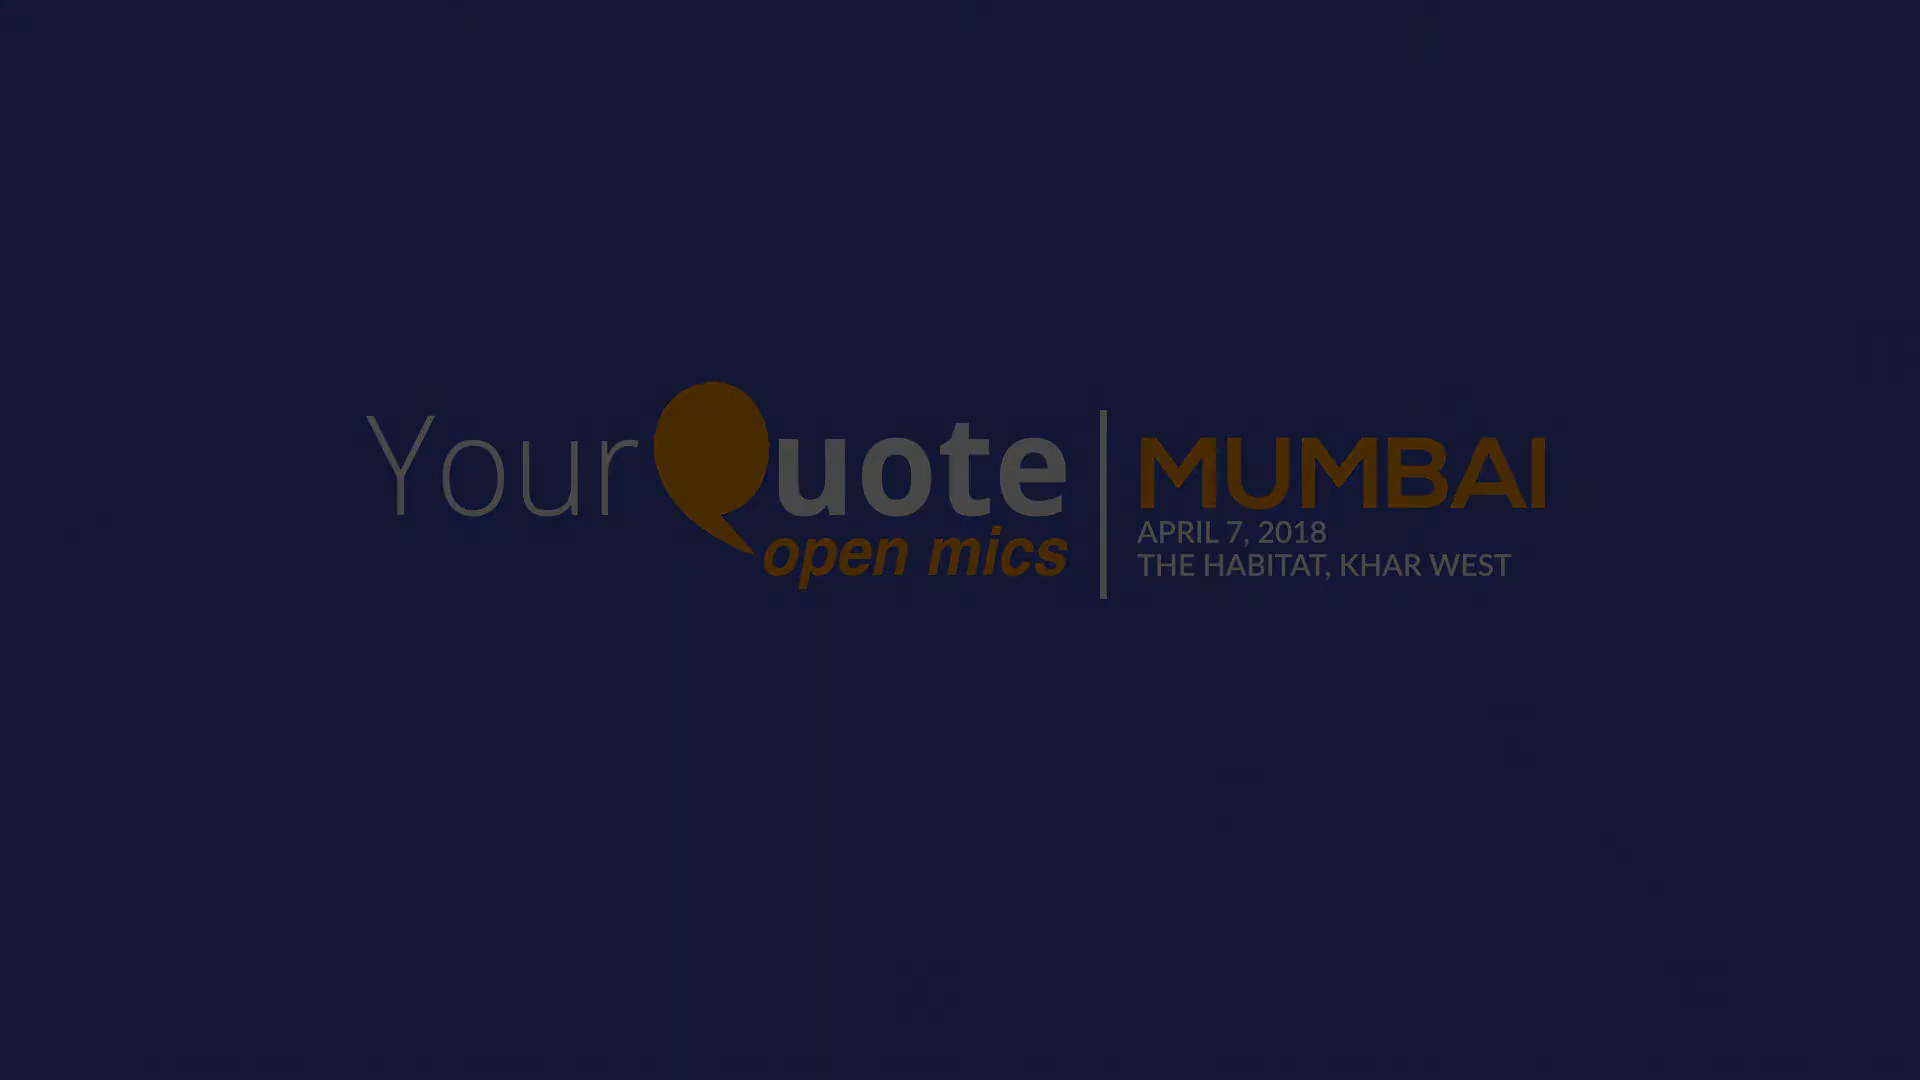 YourQuote
open mics
MUMBAI
APRIL 7, 2018
THE HABITAT, KHAR WEST